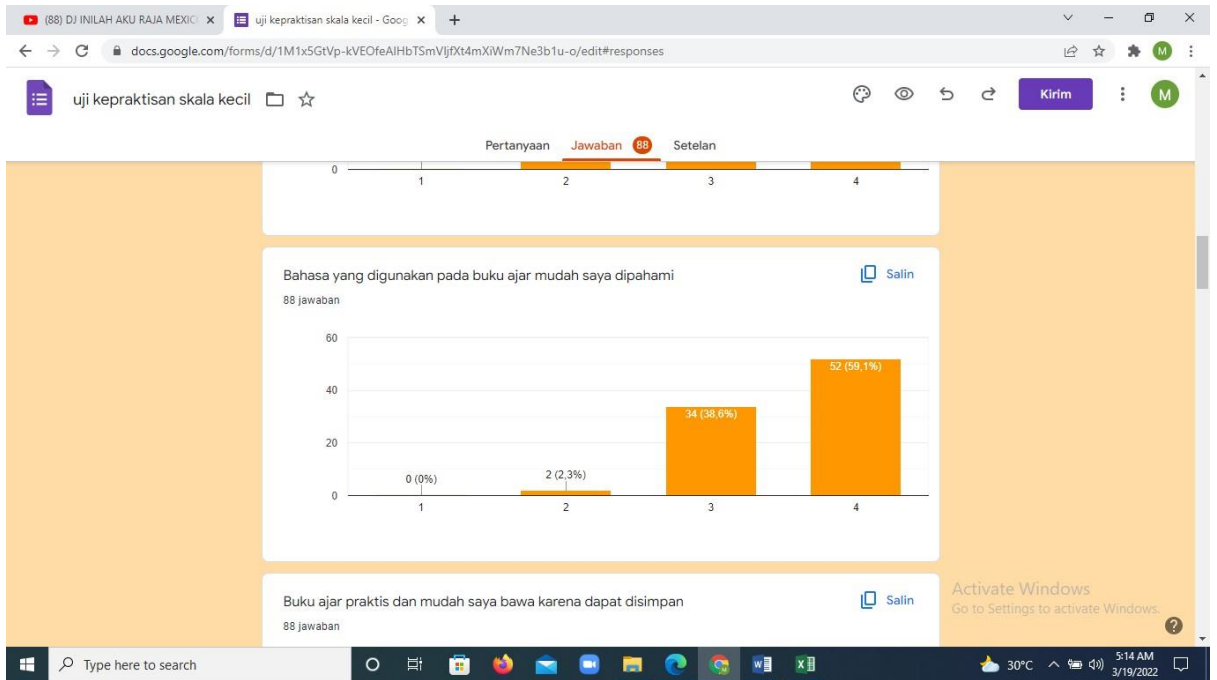 (88) DJ INILAH AKU RAJA MEXIC
uji kepraktisan skala kecil - Goog
docs.google.com/forms/d/1M1x5GtVp-kVEOfeAIHbTSmVIjfXt4mXiWm7Ne3b1u-o/edit#responses
M
uji kepraktisan skala kecil
Kirim
M
Pertanyaan Jawaban 88 Setelan
0
1 2 3 4
Bahasa yang digunakan pada buku ajar mudah saya dipahami
Salin
88 jawaban
60
52 (59,1%)
40
34 (38,6%)
20
0 (0%) 2 (2,3%)
0
1 2 3 4
Buku ajar praktis dan mudah saya bawa karena dapat disimpan
Salin
88 jawaban
Activate Windows
Go to Settings to activate Windows.
Type here to search
30°C
5:14 AM
3/19/2022